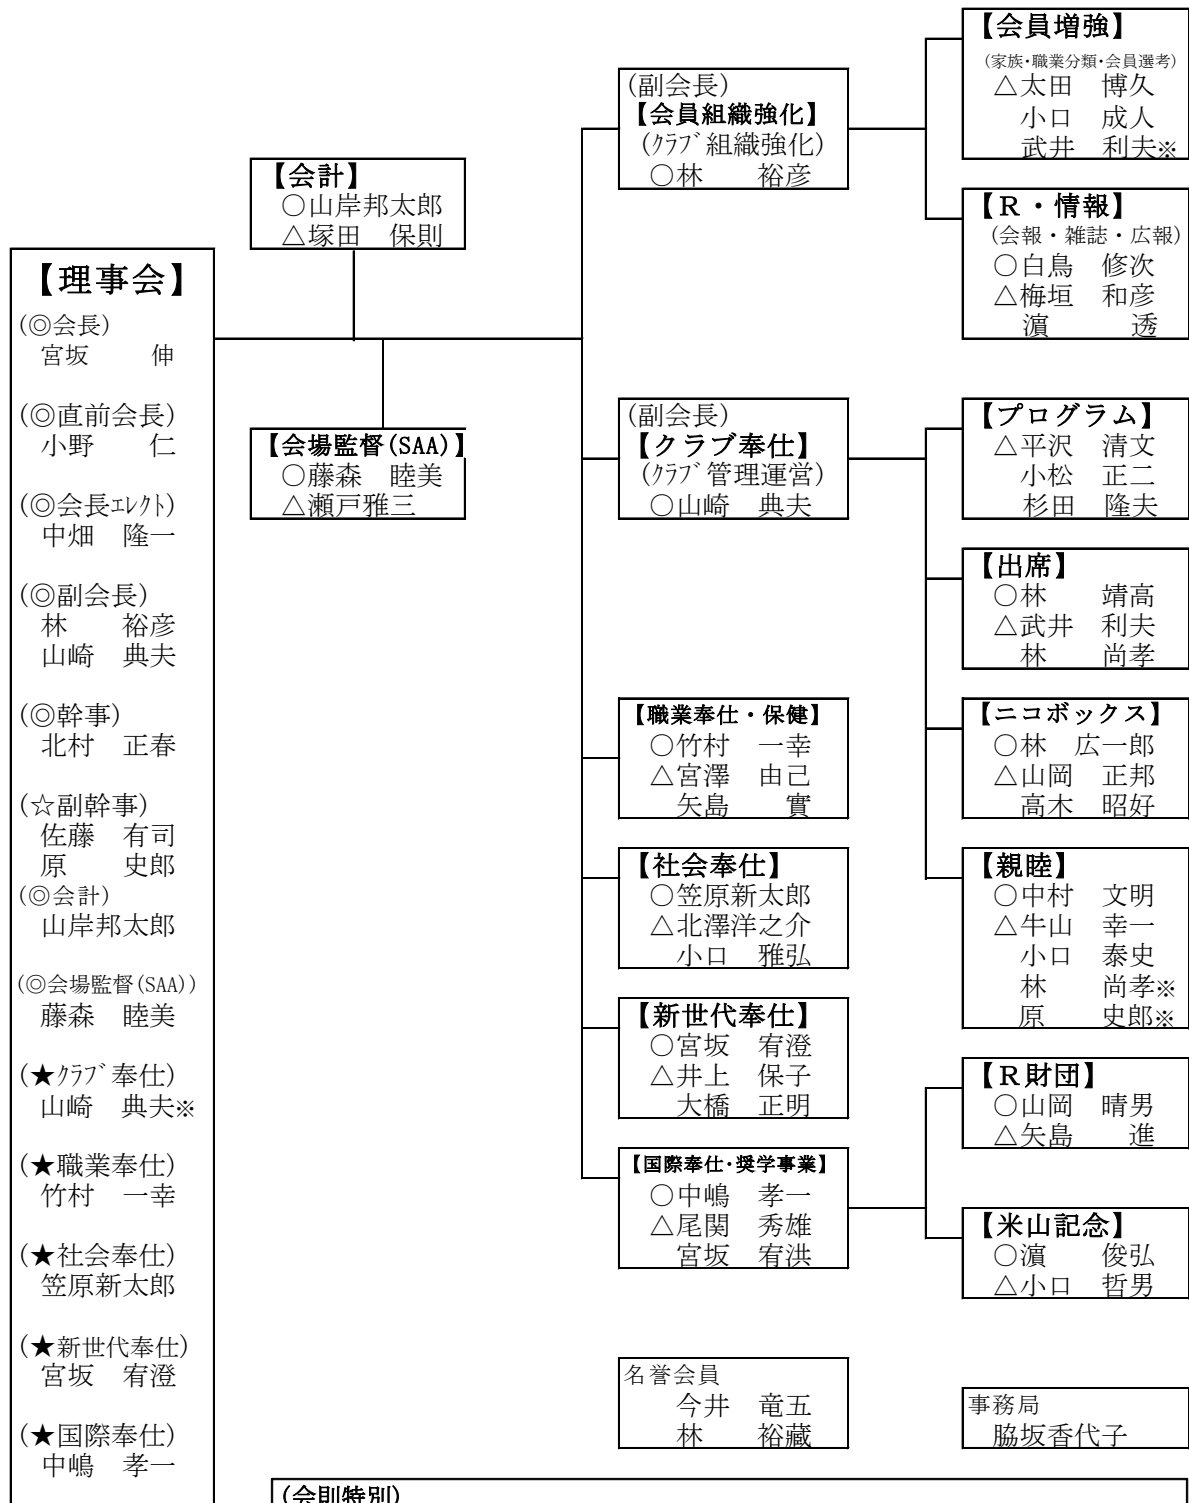 【理事会】
(◎会長)
宮坂　　伸
(◎直前会長)
小野　　仁
(◎会長ｴﾚｸﾄ)
中畑　隆一
(◎副会長)
林　　裕彦
山崎　典夫
(◎幹事)
北村　正春
(☆副幹事)
佐藤　有司
原　　史郎
(◎会計)
山岸邦太郎
(◎会場監督(SAA))
藤森　睦美
(★ｸﾗﾌﾞ奉仕)
山崎　典夫※
(★職業奉仕)
竹村　一幸
(★社会奉仕)
笠原新太郎
(★新世代奉仕)
宮坂　宥澄
(★国際奉仕)
中嶋　孝一
【会計】
○山岸邦太郎
△塚田　保則
【会場監督(SAA)】
○藤森　睦美
△瀬戸雅三
(副会長)
【会員組織強化】
(ｸﾗﾌﾞ組織強化)
○林　　裕彦
(副会長)
【クラブ奉仕】
(ｸﾗﾌﾞ管理運営)
○山崎　典夫
【職業奉仕・保健】
○竹村　一幸
△宮澤　由己
矢島　　實
【社会奉仕】
○笠原新太郎
△北澤洋之介
小口　雅弘
【新世代奉仕】
○宮坂　宥澄
△井上　保子
大橋　正明
【国際奉仕・奨学事業】
○中嶋　孝一
△尾関　秀雄
宮坂　宥洪
名誉会員
今井　竜五
林　　裕藏
【会員増強】
(家族・職業分類・会員選考)
△太田　博久
小口　成人
武井　利夫※
【Ｒ・情報】
(会報・雑誌・広報)
○白鳥　修次
△梅垣　和彦
濵　　　透
【プログラム】
△平沢　清文
小松　正二
杉田　隆夫
【出席】
○林　　靖高
△武井　利夫
林　　尚孝
【ニコボックス】
○林　広一郎
△山岡　正邦
高木　昭好
【親睦】
○中村　文明
△牛山　幸一
小口　泰史
林　　尚孝※
原　　史郎※
【Ｒ財団】
○山岡　晴男
△矢島　　進
【米山記念】
○濵　　俊弘
△小口　哲男
事務局
脇坂香代子
(会則特別)